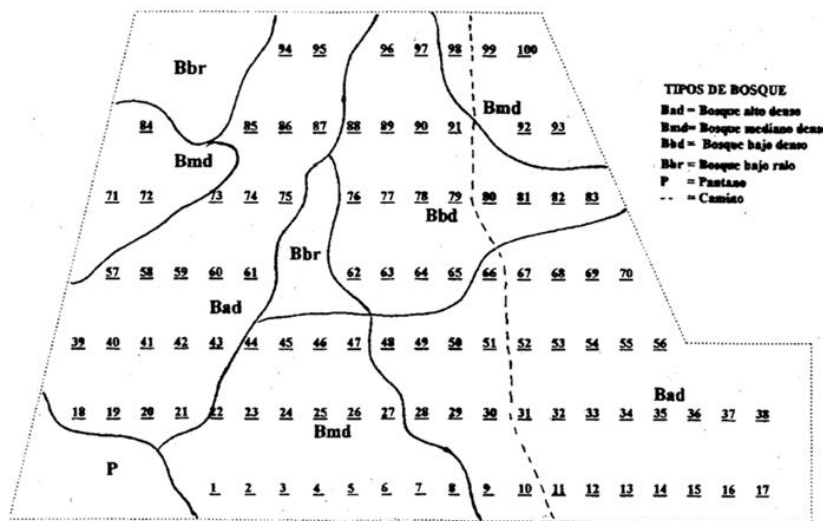 94 95 96 97 98 99 100
Bbr
TIPOS DE BOSQUE
Bad = Bosque alto denso
Bmd = Bosque mediano denso
Bbd = Bosque bajo denso
Bbr = Bosque bajo ralo
P = Pantano
-- = Camino
Bmd
84 85 86 87 88 89 90 91 92 93
Bmd
71 72 73 74 75 76 77 78 79 80 81 82 83
Bbd
Bbr
57 58 59 60 61 62 63 64 65 66 67 68 69 70
Bad
39 40 41 42 43 44 45 46 47 48 49 50 51 52 53 54 55 56
Bad
18 19 20 21 22 23 24 25 26 27 28 29 30 31 32 33 34 35 36 37 38
Bmd
P
1 2 3 4 5 6 7 8 9 10 11 12 13 14 15 16 17